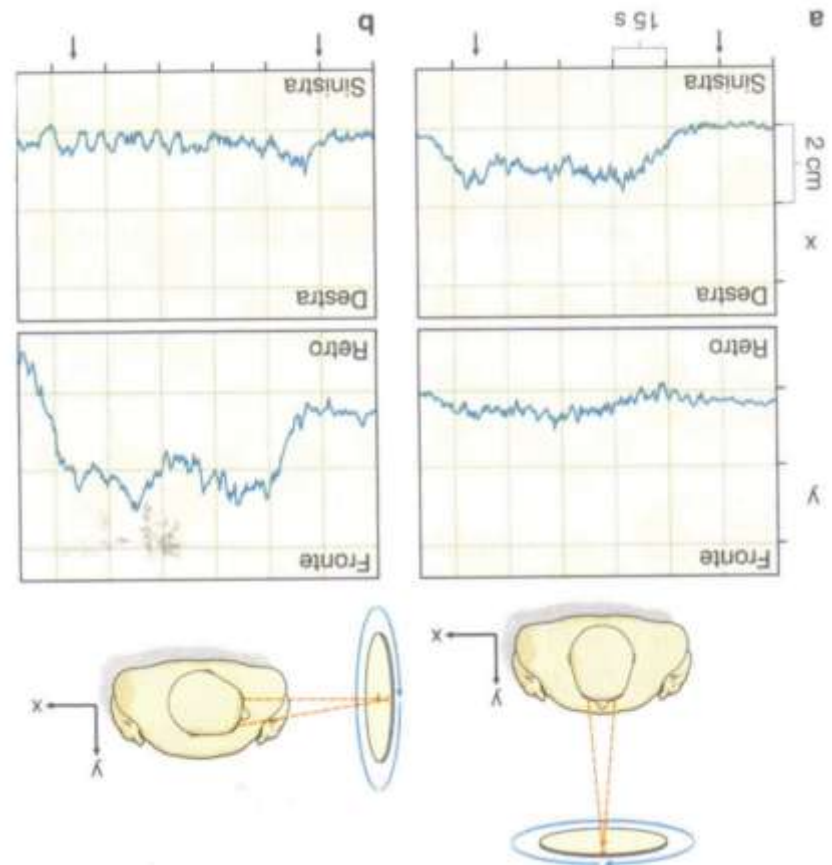 y
x
y
x
Fronte
Fronte
y
Retro
Retro
Destra
Destra
x
2 cm
Sinistra
Sinistra
15 s
a
b